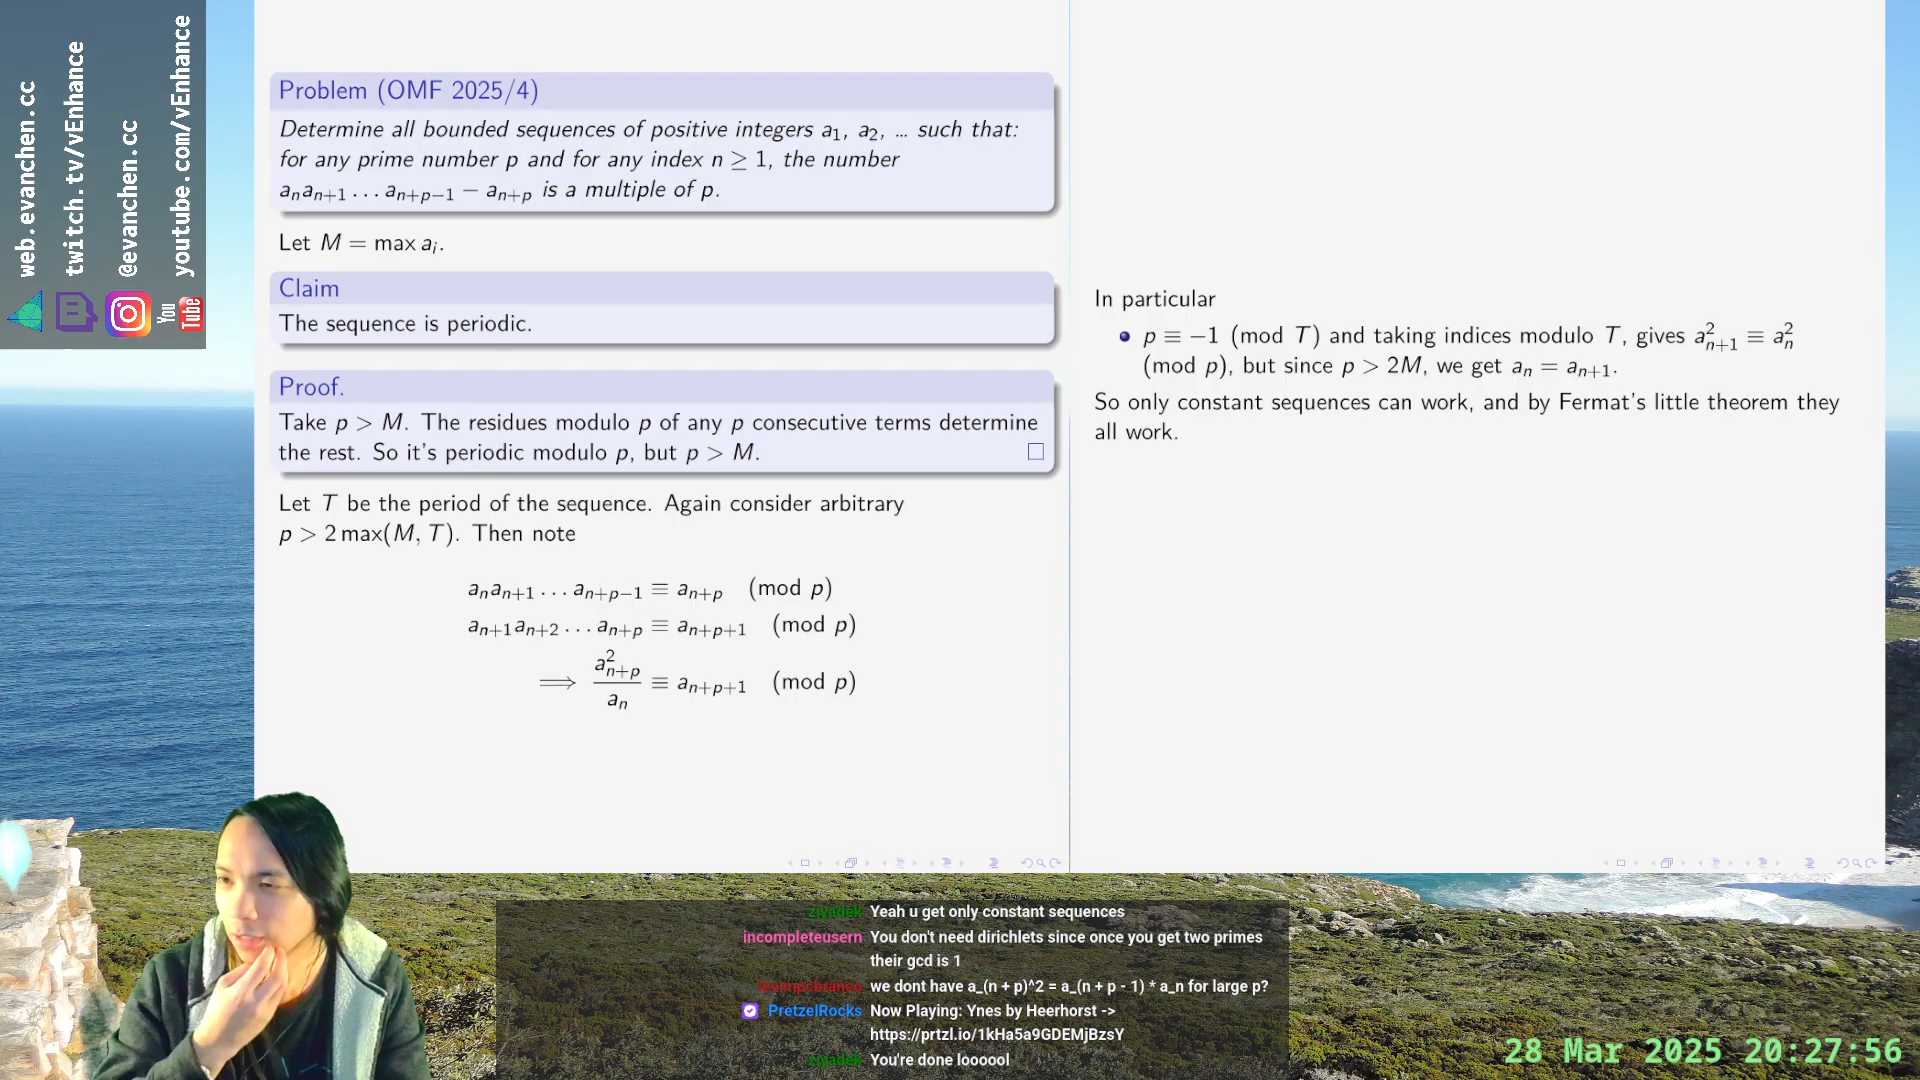 web.evanchen.cc
twitch.tv/vEnhance
@evanchen.cc
youtube.com/vEnhance
You
Tube
Problem (OMF 2025/4)
Determine all bounded sequences of positive integers a₁, a₂, … such that:
for any prime number p and for any index n ≥ 1, the number
aₙaₙ₊₁ . . . aₙ₊ₚ₋₁ − aₙ₊ₚ is a multiple of p.
Let M = max aᵢ.
Claim
The sequence is periodic.
Proof.
Take p > M. The residues modulo p of any p consecutive terms determine
the rest. So it's periodic modulo p, but p > M. □
Let T be the period of the sequence. Again consider arbitrary
p > 2 max(M, T). Then note
aₙaₙ₊₁ . . . aₙ₊ₚ₋₁ ≡ aₙ₊ₚ (mod p)
aₙ₊₁aₙ₊₂ . . . aₙ₊ₚ ≡ aₙ₊ₚ₊₁ (mod p)
⟹ a²ₙ₊ₚ / aₙ ≡ aₙ₊ₚ₊₁ (mod p)
In particular
• p ≡ −1 (mod T) and taking indices modulo T, gives a²ₙ₊₁ ≡ a²ₙ
(mod p), but since p > 2M, we get aₙ = aₙ₊₁.
So only constant sequences can work, and by Fermat's little theorem they
all work.
ziyadek Yeah u get only constant sequences
incompleteusern You don't need dirichlets since once you get two primes
their gcd is 1
we dont have a_(n + p)^2 = a_(n + p - 1) * a_n for large p?
PretzelRocks Now Playing: Ynes by Heerhorst ->
https://prtzl.io/1kHa5a9GDEMjBzsY
ziyadek You're done loooool
28 Mar 2025 20:27:56